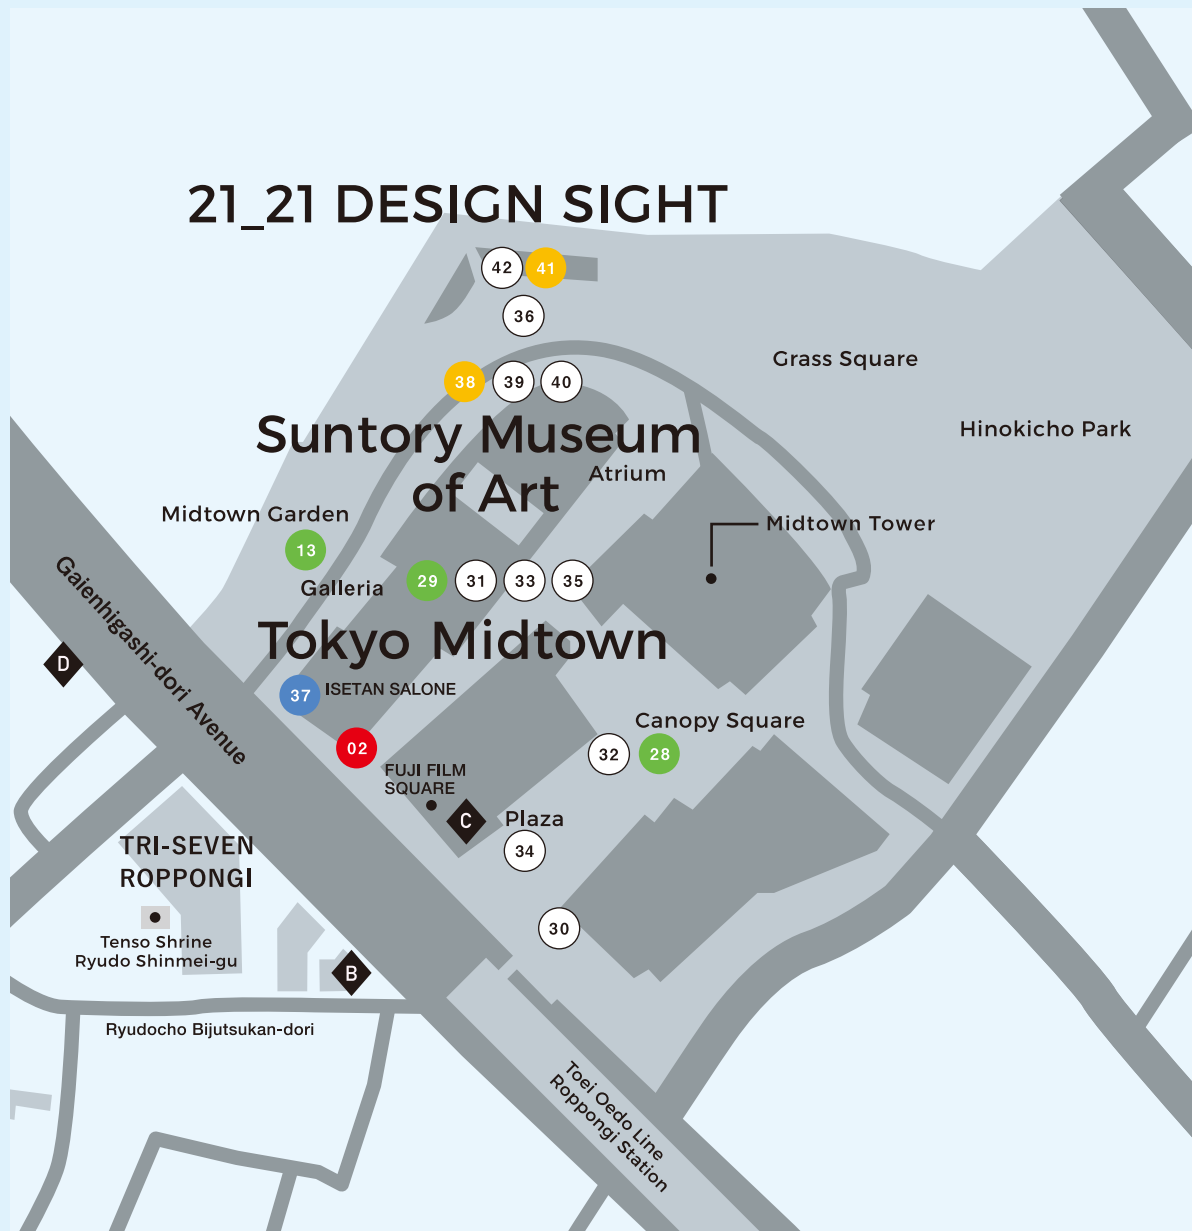 21_21 DESIGN SIGHT
42
41
36
Grass Square
38
39
40
Suntory Museum
of Art
Hinokicho Park
Atrium
Midtown Garden
Midtown Tower
13
Galleria
29
31
33
35
Gaienhigashi-dori Avenue
Tokyo Midtown
D
37
ISETAN SALONE
Canopy Square
02
32
28
FUJI FILM
SQUARE
C
Plaza
34
TRI-SEVEN
ROPPONGI
30
Tenso Shrine
Ryudo Shinmei-gu
B
Ryudocho Bijutsukan-dori
Toei Oedo Line
Roppongi Station